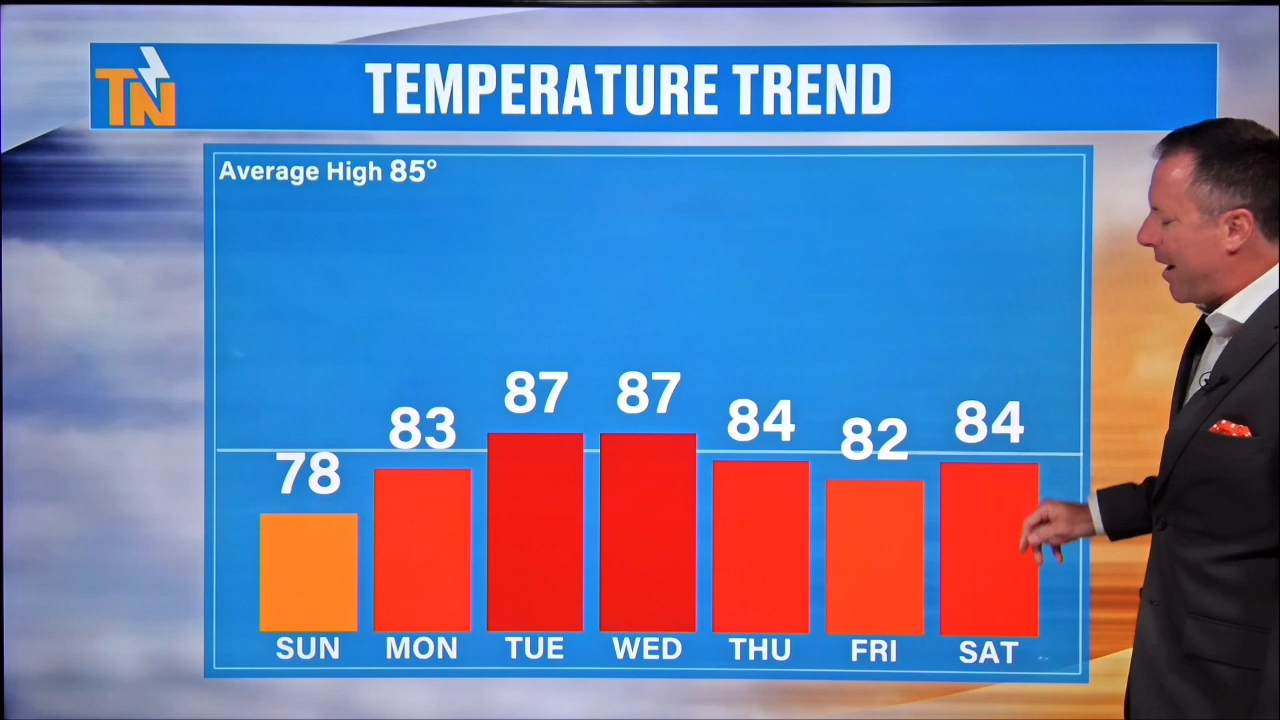 TN
TEMPERATURE TREND
Average High 85°
78
83
87
87
84
82
84
SUN
MON
TUE
WED
THU
FRI
SAT